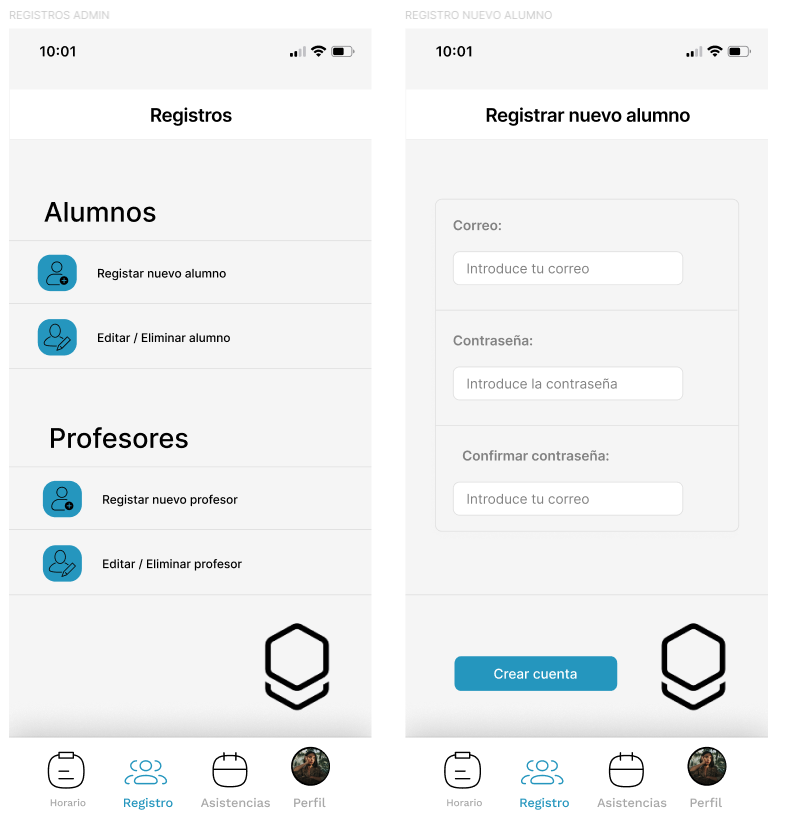 REGISTROS ADMIN
10:01
Registros
Alumnos
Registar nuevo alumno
Editar / Eliminar alumno
Profesores
Registar nuevo profesor
Editar / Eliminar profesor
Horario
Registro
Asistencias
Perfil
REGISTRO NUEVO ALUMNO
10:01
Registrar nuevo alumno
Correo:
Introduce tu correo
Contraseña:
Introduce la contraseña
Confirmar contraseña:
Introduce tu correo
Crear cuenta
Horario
Registro
Asistencias
Perfil